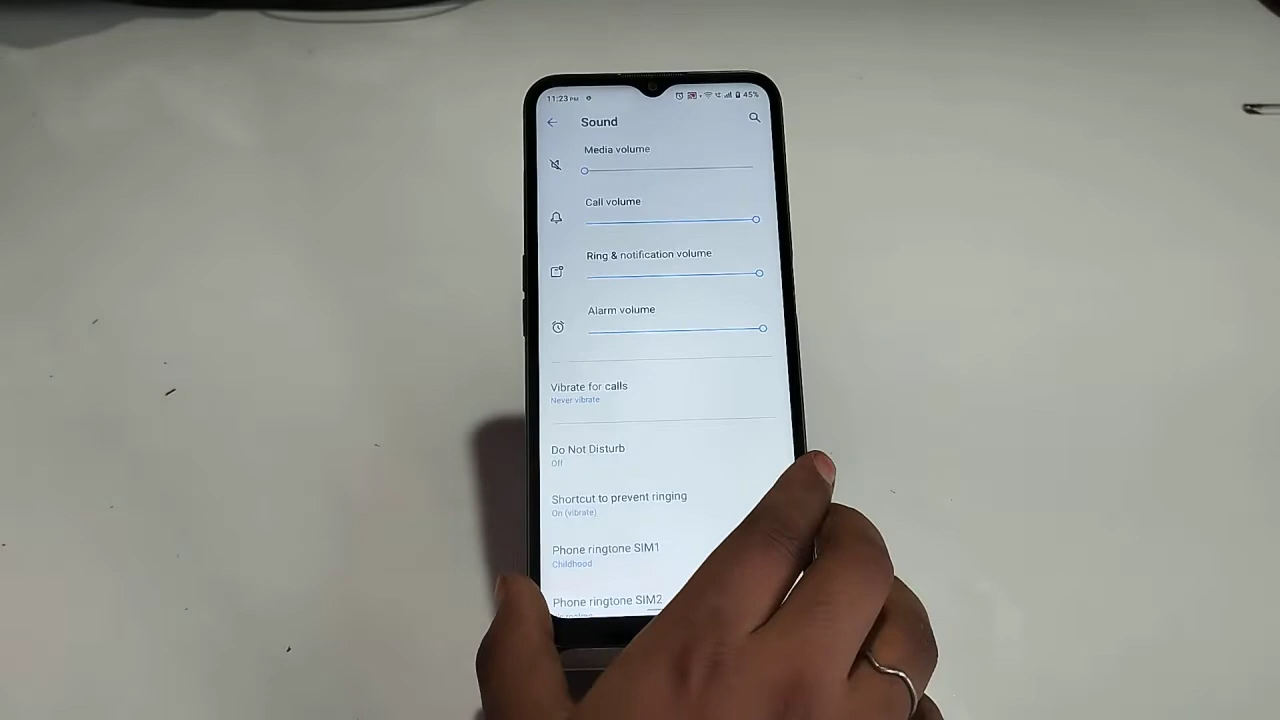 11:23 PM
45%
Sound
Media volume
Call volume
Ring & notification volume
Alarm volume
Vibrate for calls
Never vibrate
Do Not Disturb
Off
Shortcut to prevent ringing
On (vibrate)
Phone ringtone SIM1
Childhood
Phone ringtone SIM2